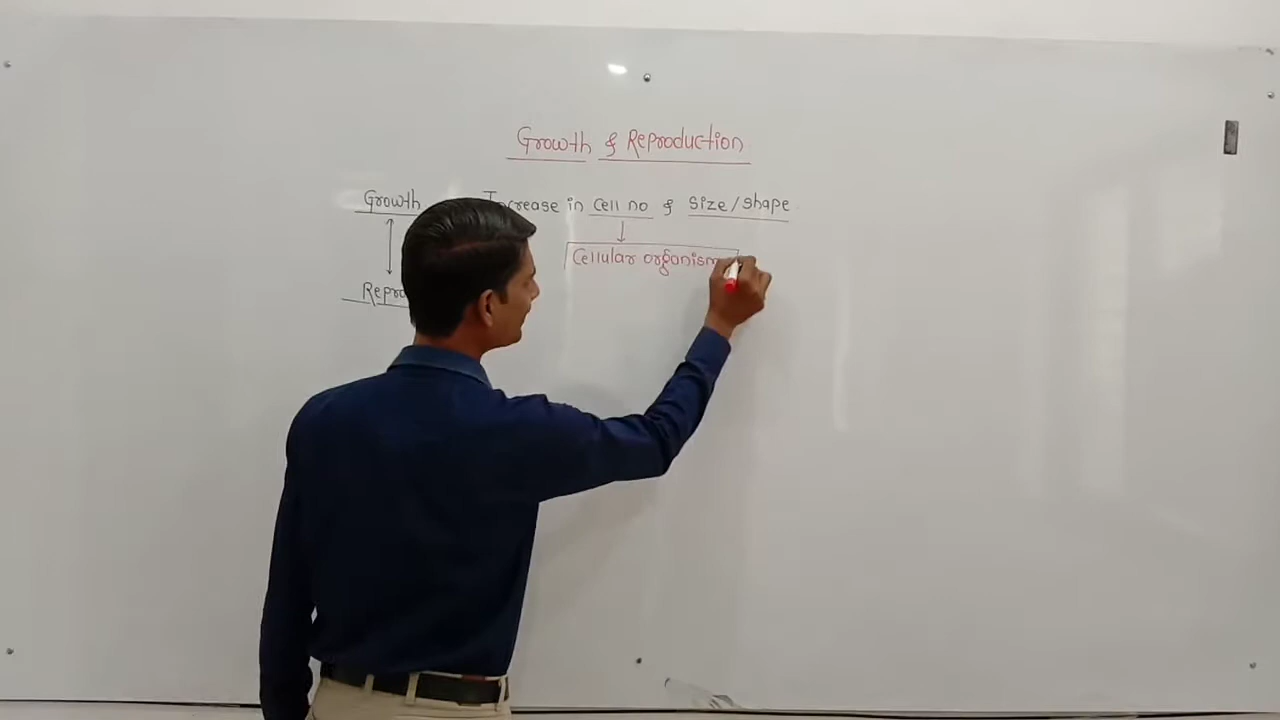 Growth & Reproduction
Growth Increase in Cell no & Size/shape
Cellular organism